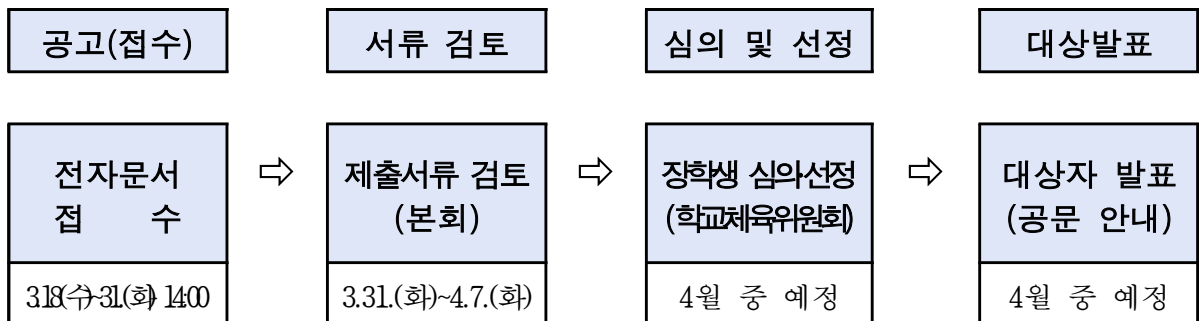 공고(접수)
서류 검토
심의 및 선정
대상발표
전자문서
접 수
⇨
제출서류 검토
(본회)
⇨
장학생 심의·선정
(학교체육위원회)
⇨
대상자 발표
(공문 안내)
3.18(수)~31.(화) 14:00
3.31.(화)~4.7.(화)
4월 중 예정
4월 중 예정